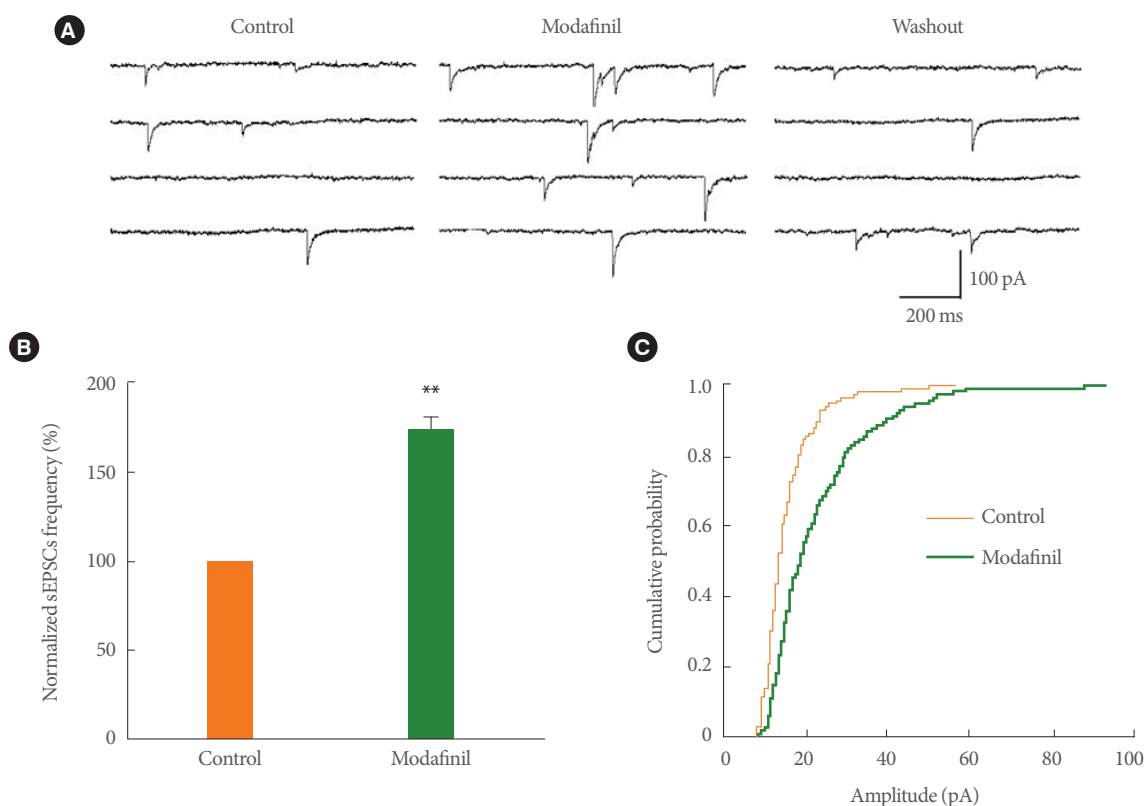 A
Control
Modafinil
Washout
100 pA
200 ms
B
Normalized sEPSCs frequency (%)
200
150
100
50
0
**
Control
Modafinil
C
Cumulative probability
1.0
0.8
0.6
0.4
0.2
0
Control
Modafinil
0 20 40 60 80 100
Amplitude (pA)